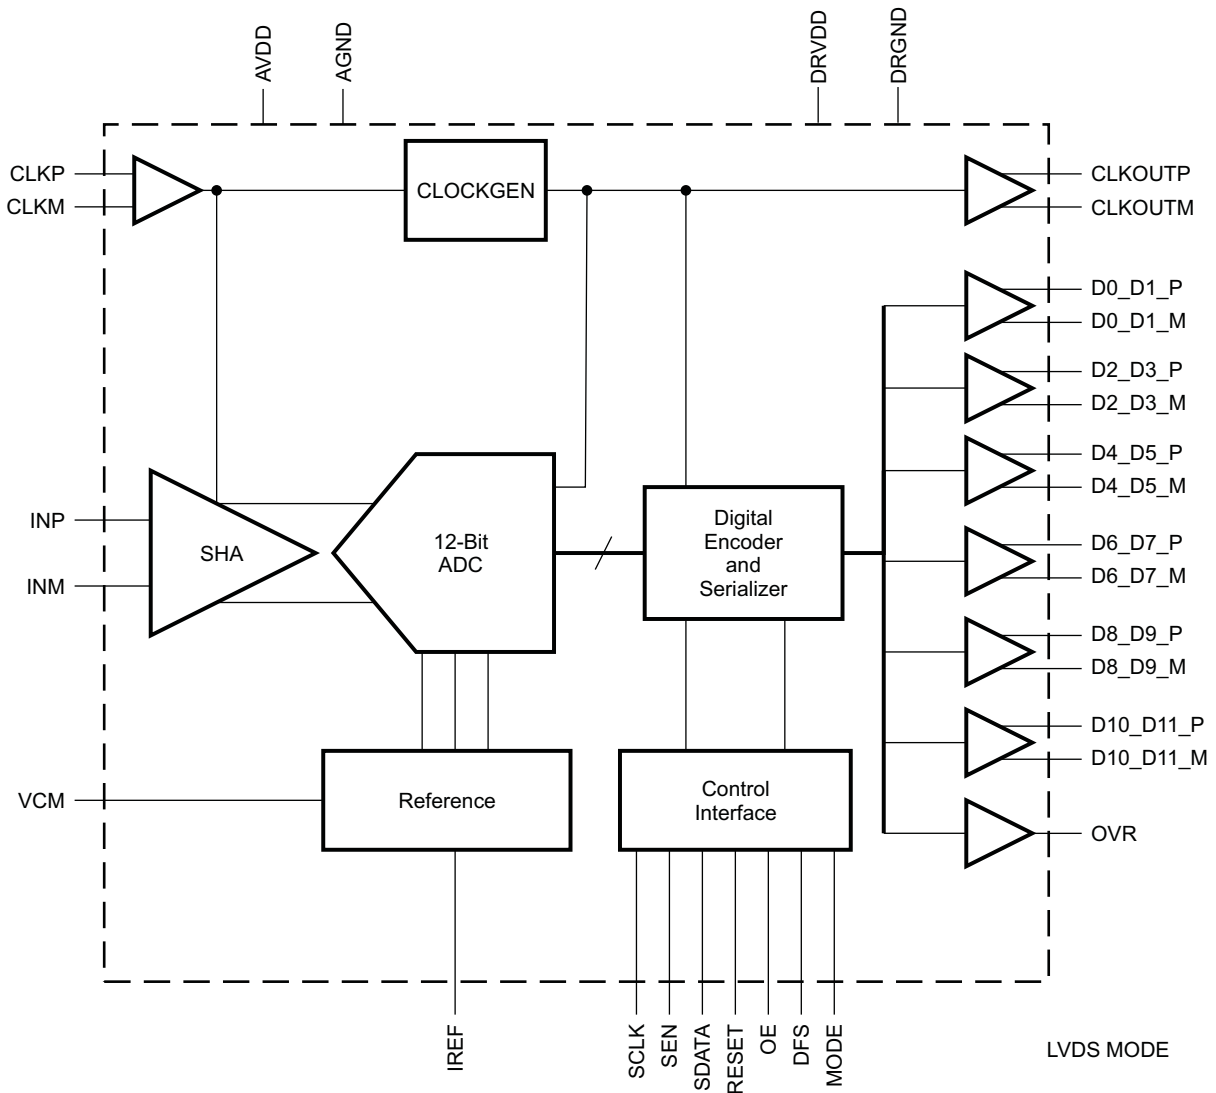 AVDD
AGND
DRVDD
DRGND
CLKP
CLKM
CLOCKGEN
CLKOUTP
CLKOUTM
D0_D1_P
D0_D1_M
D2_D3_P
D2_D3_M
D4_D5_P
D4_D5_M
INP
INM
SHA
12-Bit
ADC
Digital
Encoder
and
Serializer
D6_D7_P
D6_D7_M
D8_D9_P
D8_D9_M
D10_D11_P
D10_D11_M
VCM
Reference
Control
Interface
OVR
IREF
SCLK
SEN
SDATA
RESET
OE
DFS
MODE
LVDS MODE